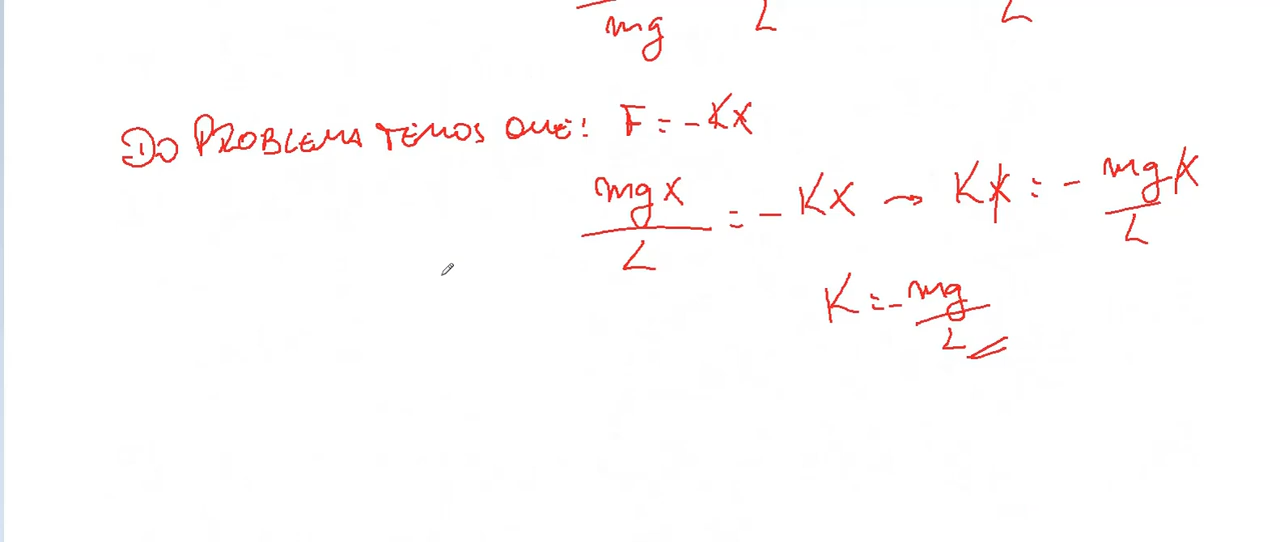 mg L L
DO PROBLEMA TEMOS QUE: F = -KX
mgx/L = - KX → KX = - mgx/L
K = - mg/L